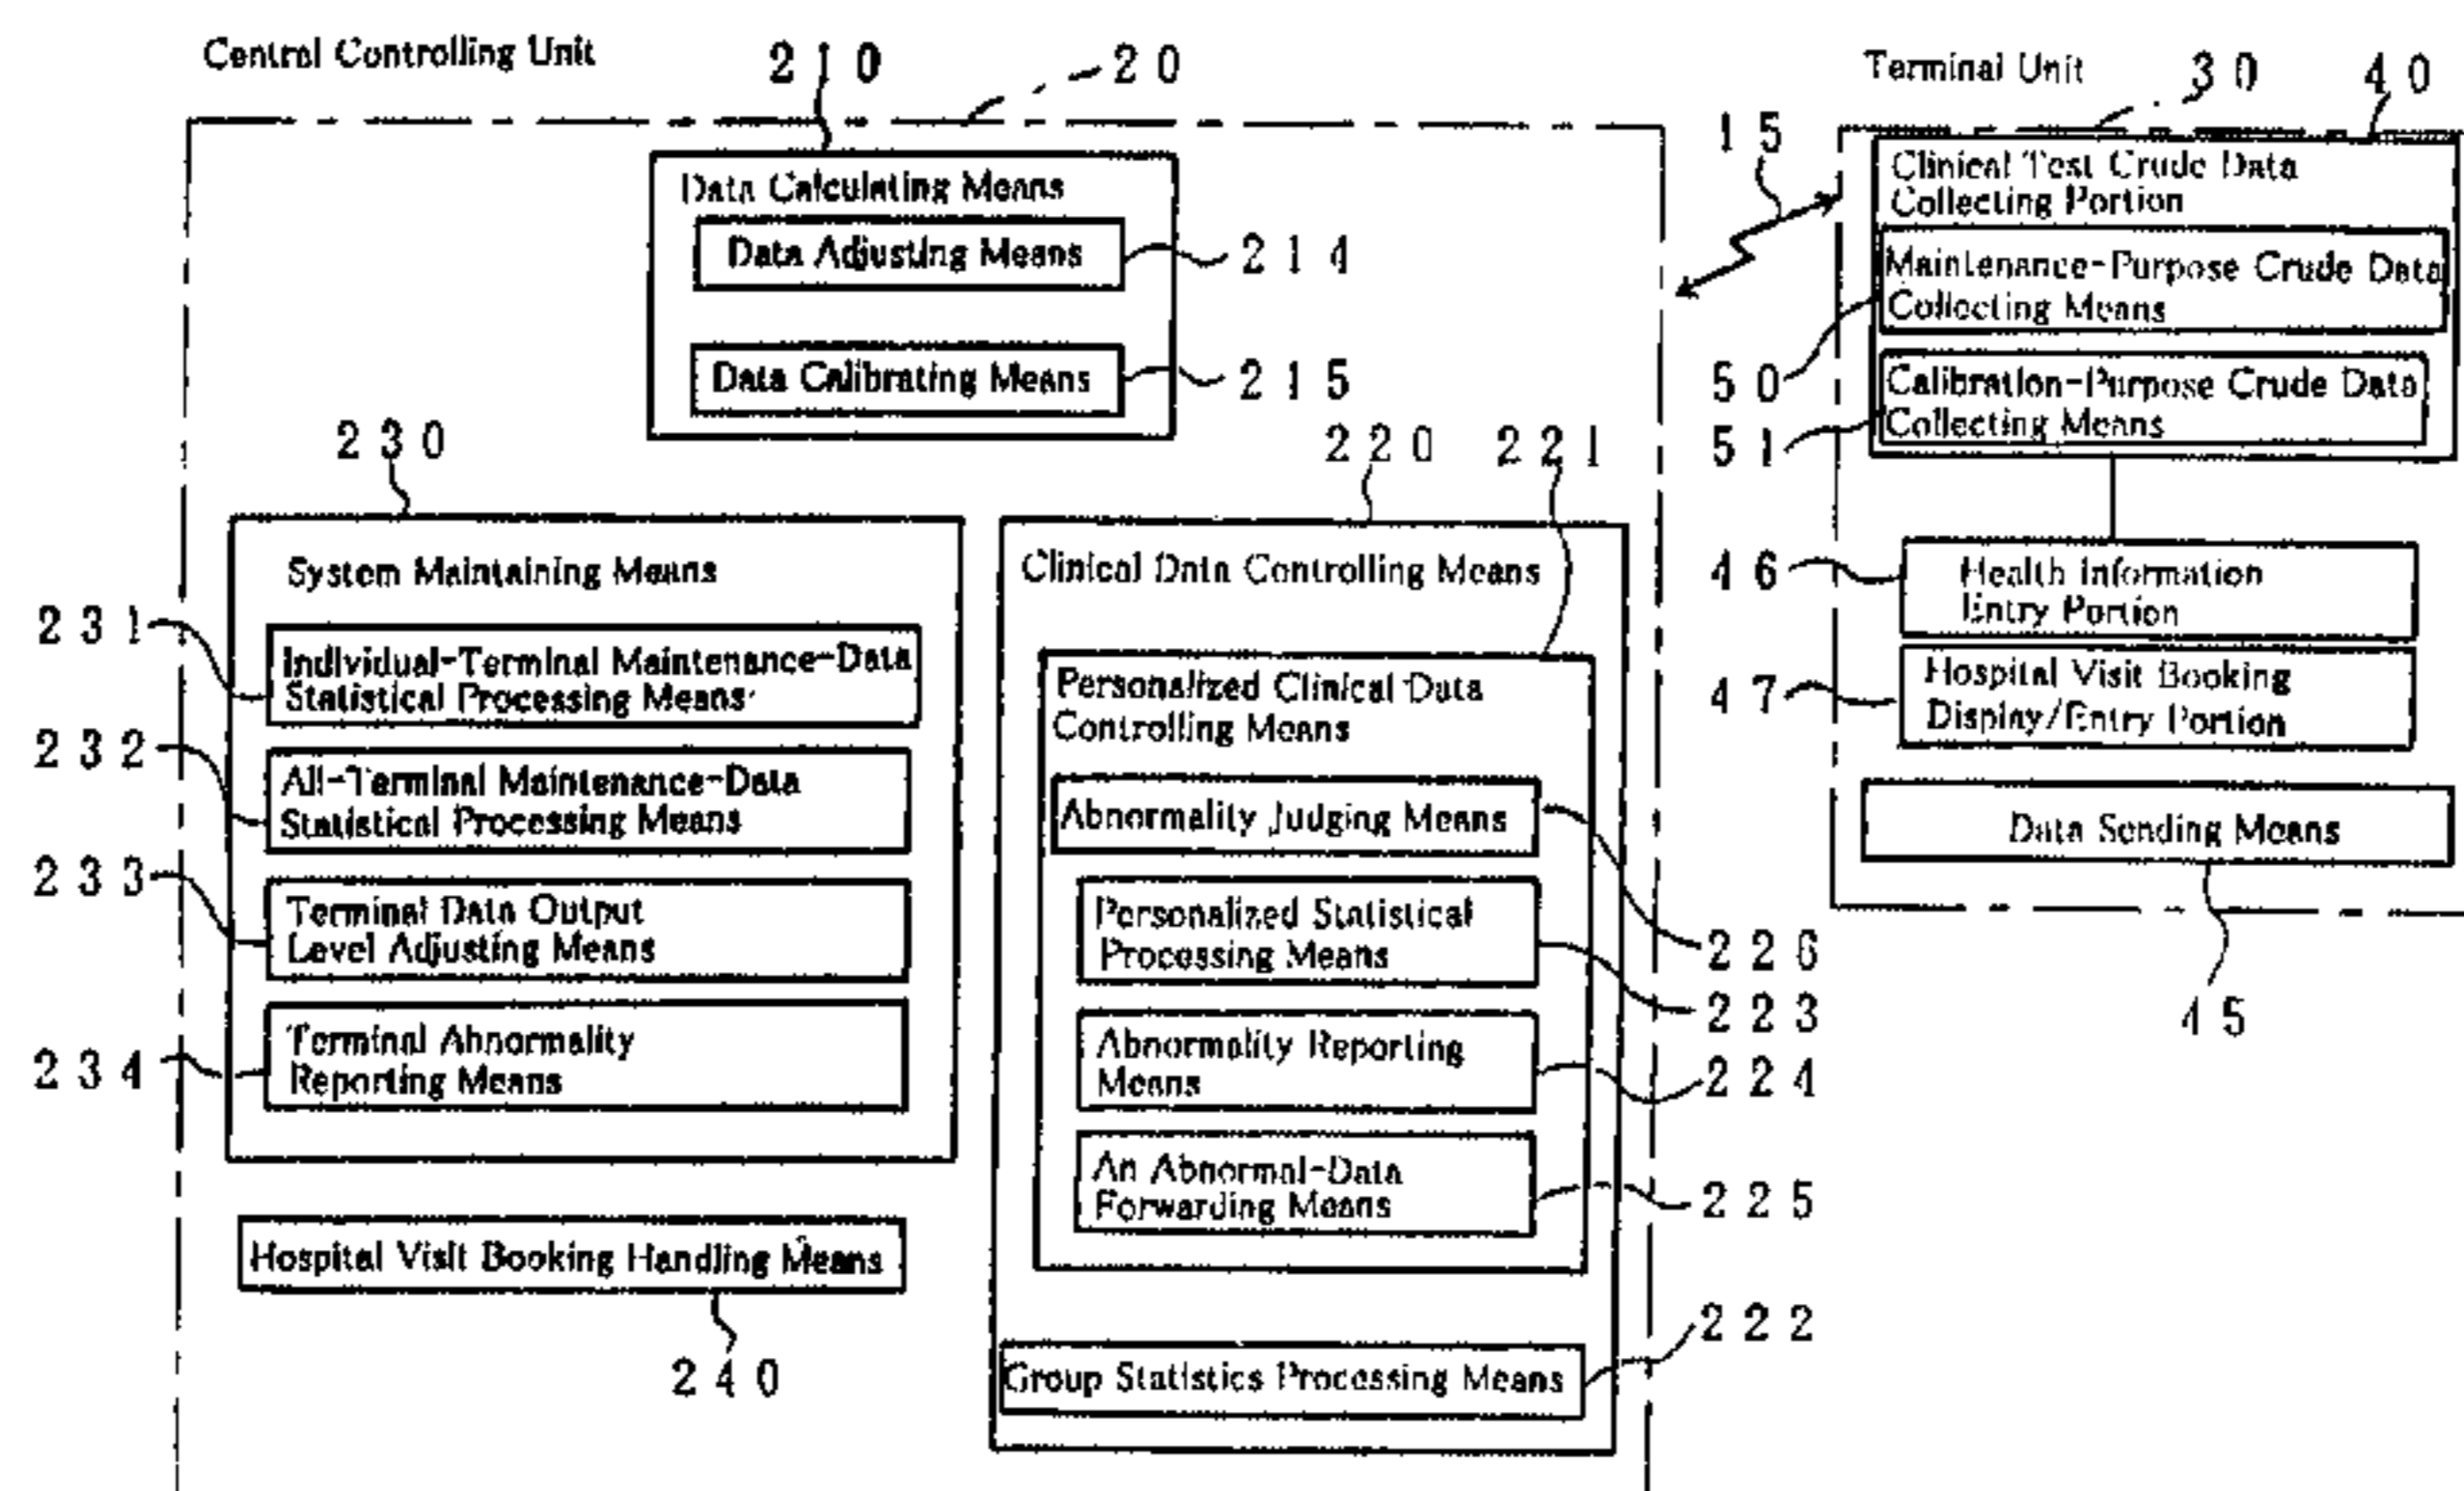 Central Controlling Unit
210
20
Terminal Unit
30
40
15
Data Calculating Means
Data Adjusting Means
214
Data Calibrating Means
215
Clinical Test Crude Data
Collecting Portion
Maintenance-Purpose Crude Data
Collecting Means
50
Calibration-Purpose Crude Data
Collecting Means
51
230
220
221
System Maintaining Means
231
Individual-Terminal Maintenance-Data
Statistical Processing Means
232
All-Terminal Maintenance-Data
Statistical Processing Means
233
Terminal Data Output
Level Adjusting Means
234
Terminal Abnormality
Reporting Means
Hospital Visit Booking Handling Means
240
Clinical Data Controlling Means
Personalized Clinical Data
Controlling Means
Abnormality Judging Means
226
Personalized Statistical
Processing Means
223
Abnormality Reporting
Means
224
An Abnormal-Data
Forwarding Means
225
222
Group Statistics Processing Means
46
Health Information
Entry Portion
47
Hospital Visit Booking
Display/Entry Portion
Data Sending Means
45